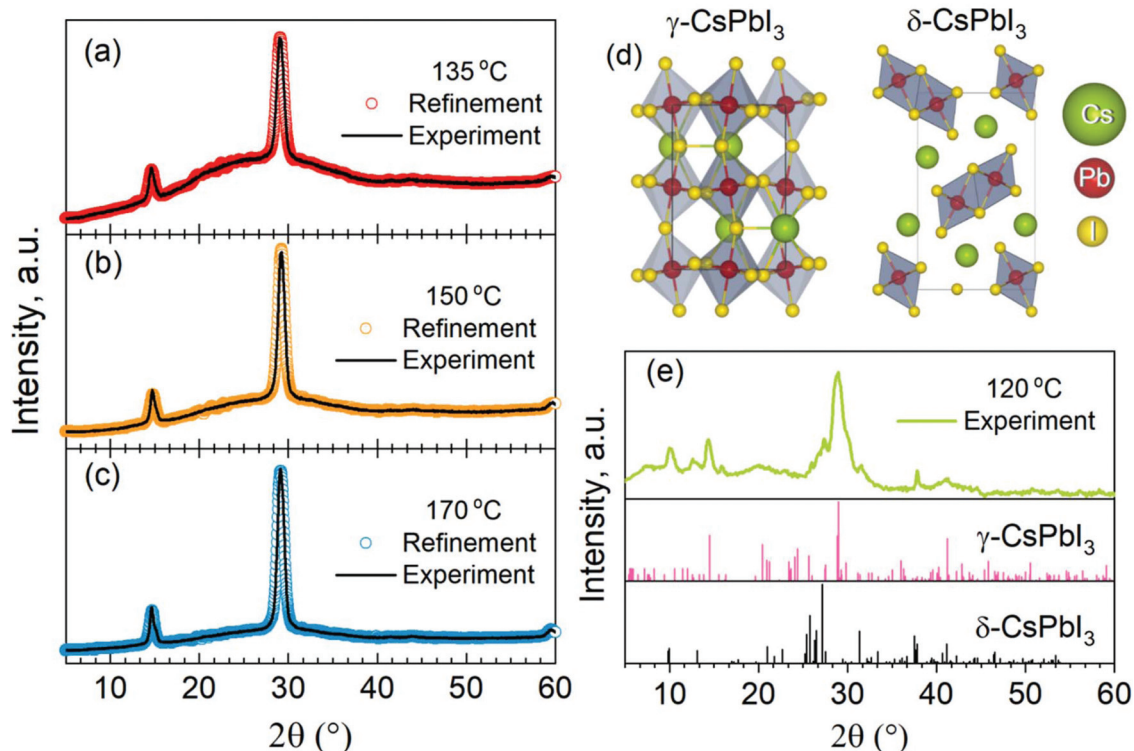 (a)
135 °C
Refinement
Experiment
(b)
150 °C
Refinement
Experiment
(c)
170 °C
Refinement
Experiment
Intensity, a.u.
10 20 30 40 50 60
2θ (°)
(d)
γ-CsPbI₃
δ-CsPbI₃
Cs
Pb
I
(e)
120 °C
Experiment
γ-CsPbI₃
δ-CsPbI₃
Intensity, a.u.
10 20 30 40 50 60
2θ (°)